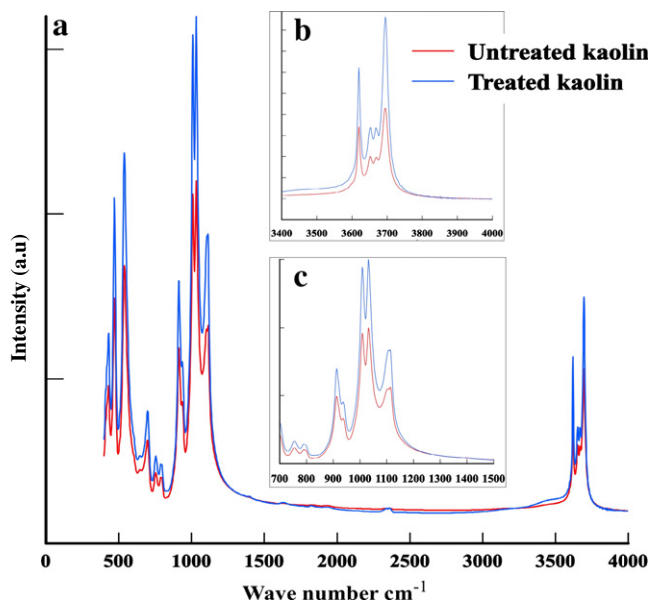 a
b
Untreated kaolin
Treated kaolin
3400 3500 3600 3700 3800 3900 4000
c
700 800 900 1000 1100 1200 1300 1400 1500
Intensity (a.u)
0 500 1000 1500 2000 2500 3000 3500 4000
Wave number cm-1